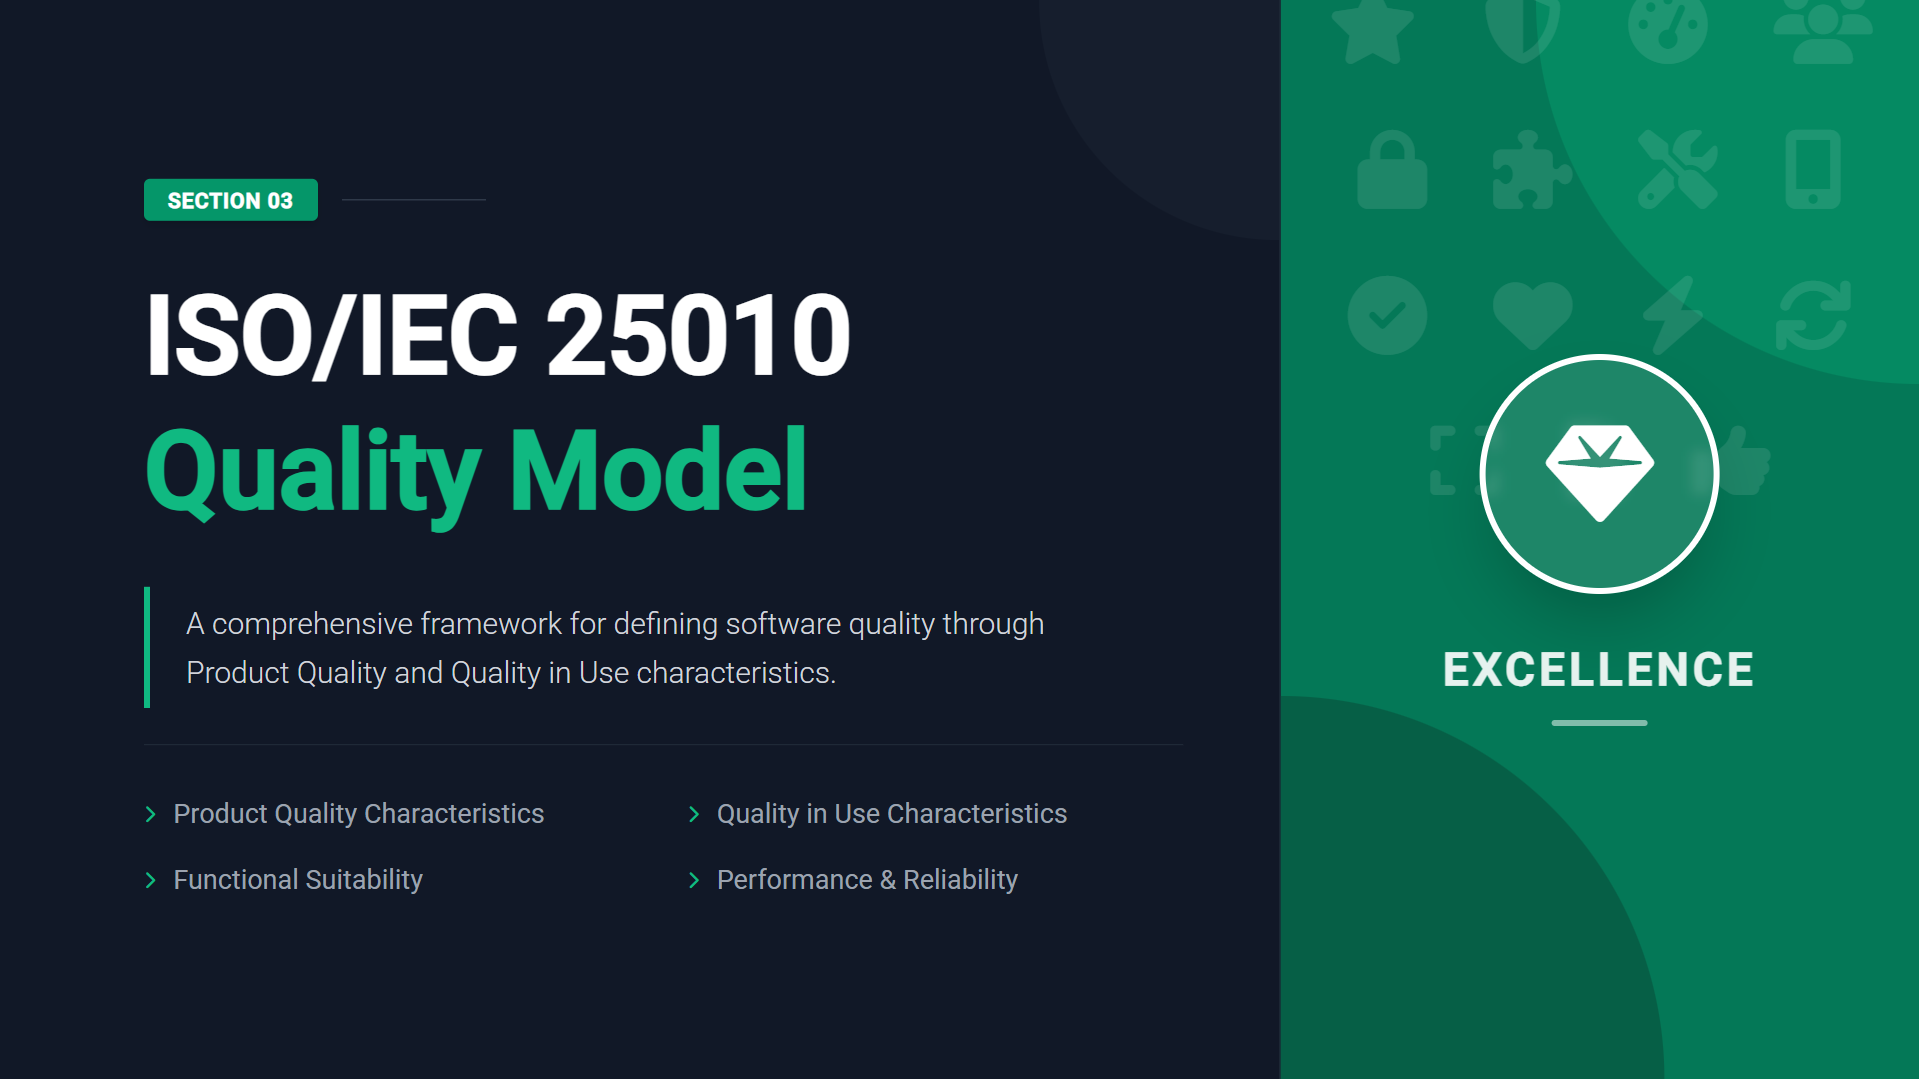 SECTION 03
ISO/IEC 25010
Quality Model
A comprehensive framework for defining software quality through
Product Quality and Quality in Use characteristics.
Product Quality Characteristics
Quality in Use Characteristics
Functional Suitability
Performance & Reliability
EXCELLENCE